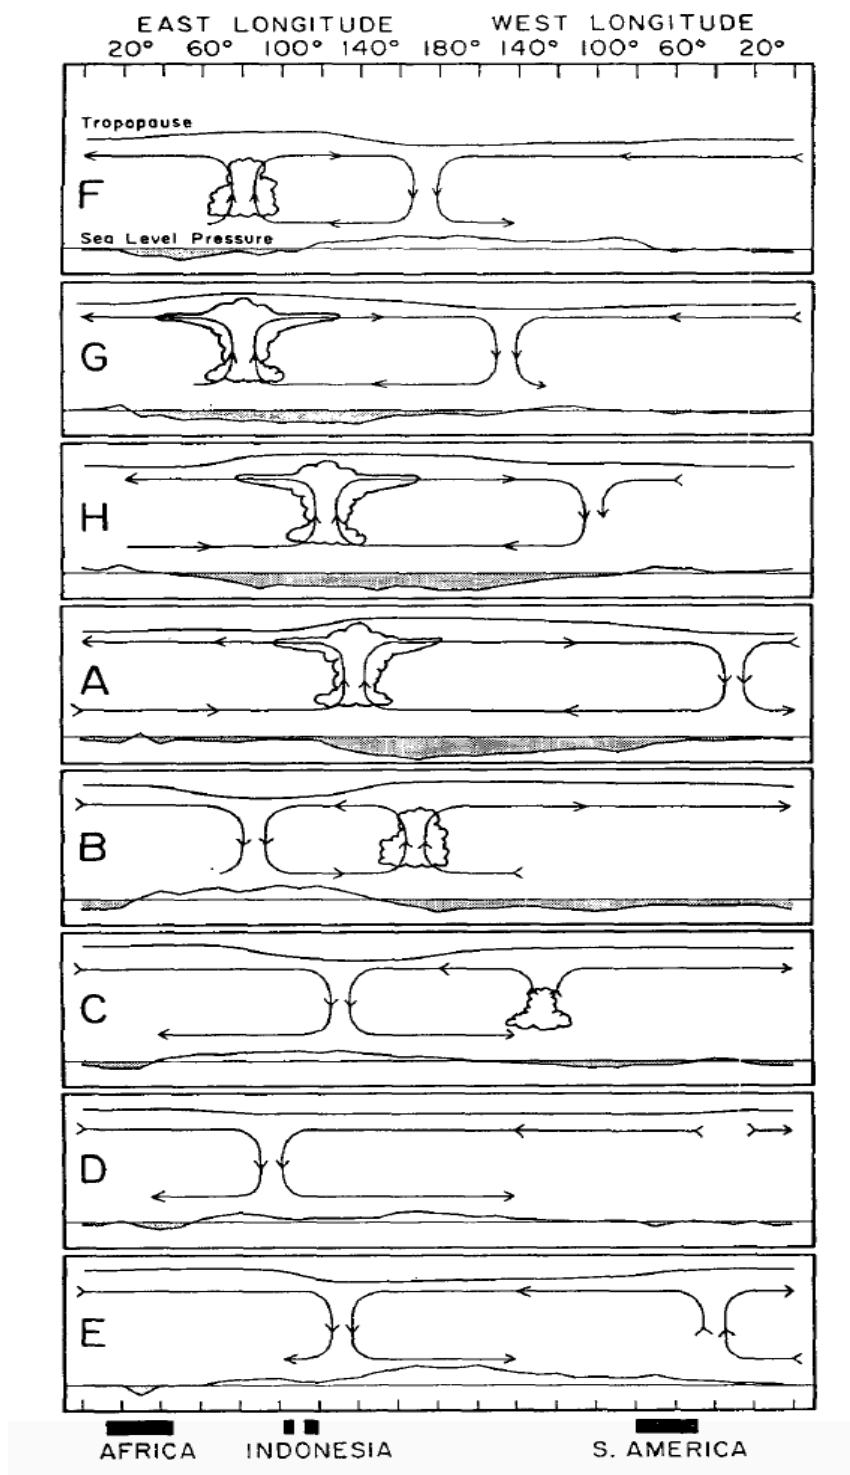 EAST LONGITUDE WEST LONGITUDE
20° 60° 100° 140° 180° 140° 100° 60° 20°
Tropopause
F
Sea Level Pressure
G
H
A
B
C
D
E
AFRICA INDONESIA S. AMERICA